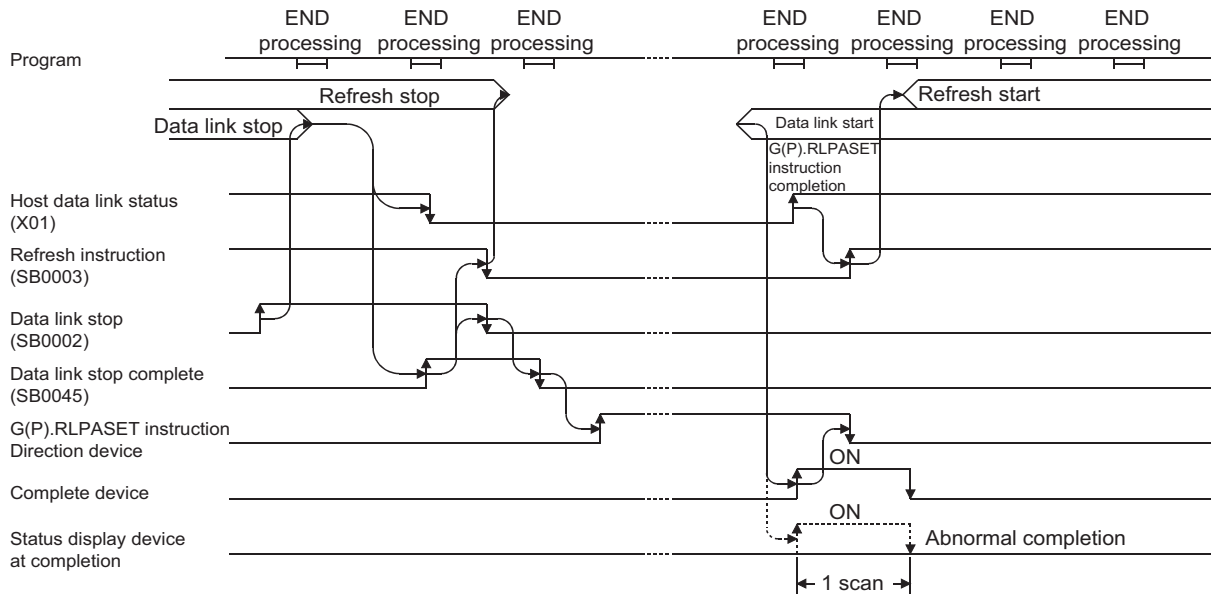 END
processing
END
processing
END
processing
END
processing
END
processing
END
processing
END
processing
Program
Refresh stop
Refresh start
Data link stop
Data link start
G(P).RLPASET
instruction
completion
Host data link status
(X01)
Refresh instruction
(SB0003)
Data link stop
(SB0002)
Data link stop complete
(SB0045)
G(P).RLPASET instruction
Direction device
ON
Complete device
ON
Status display device
at completion
Abnormal completion
1 scan